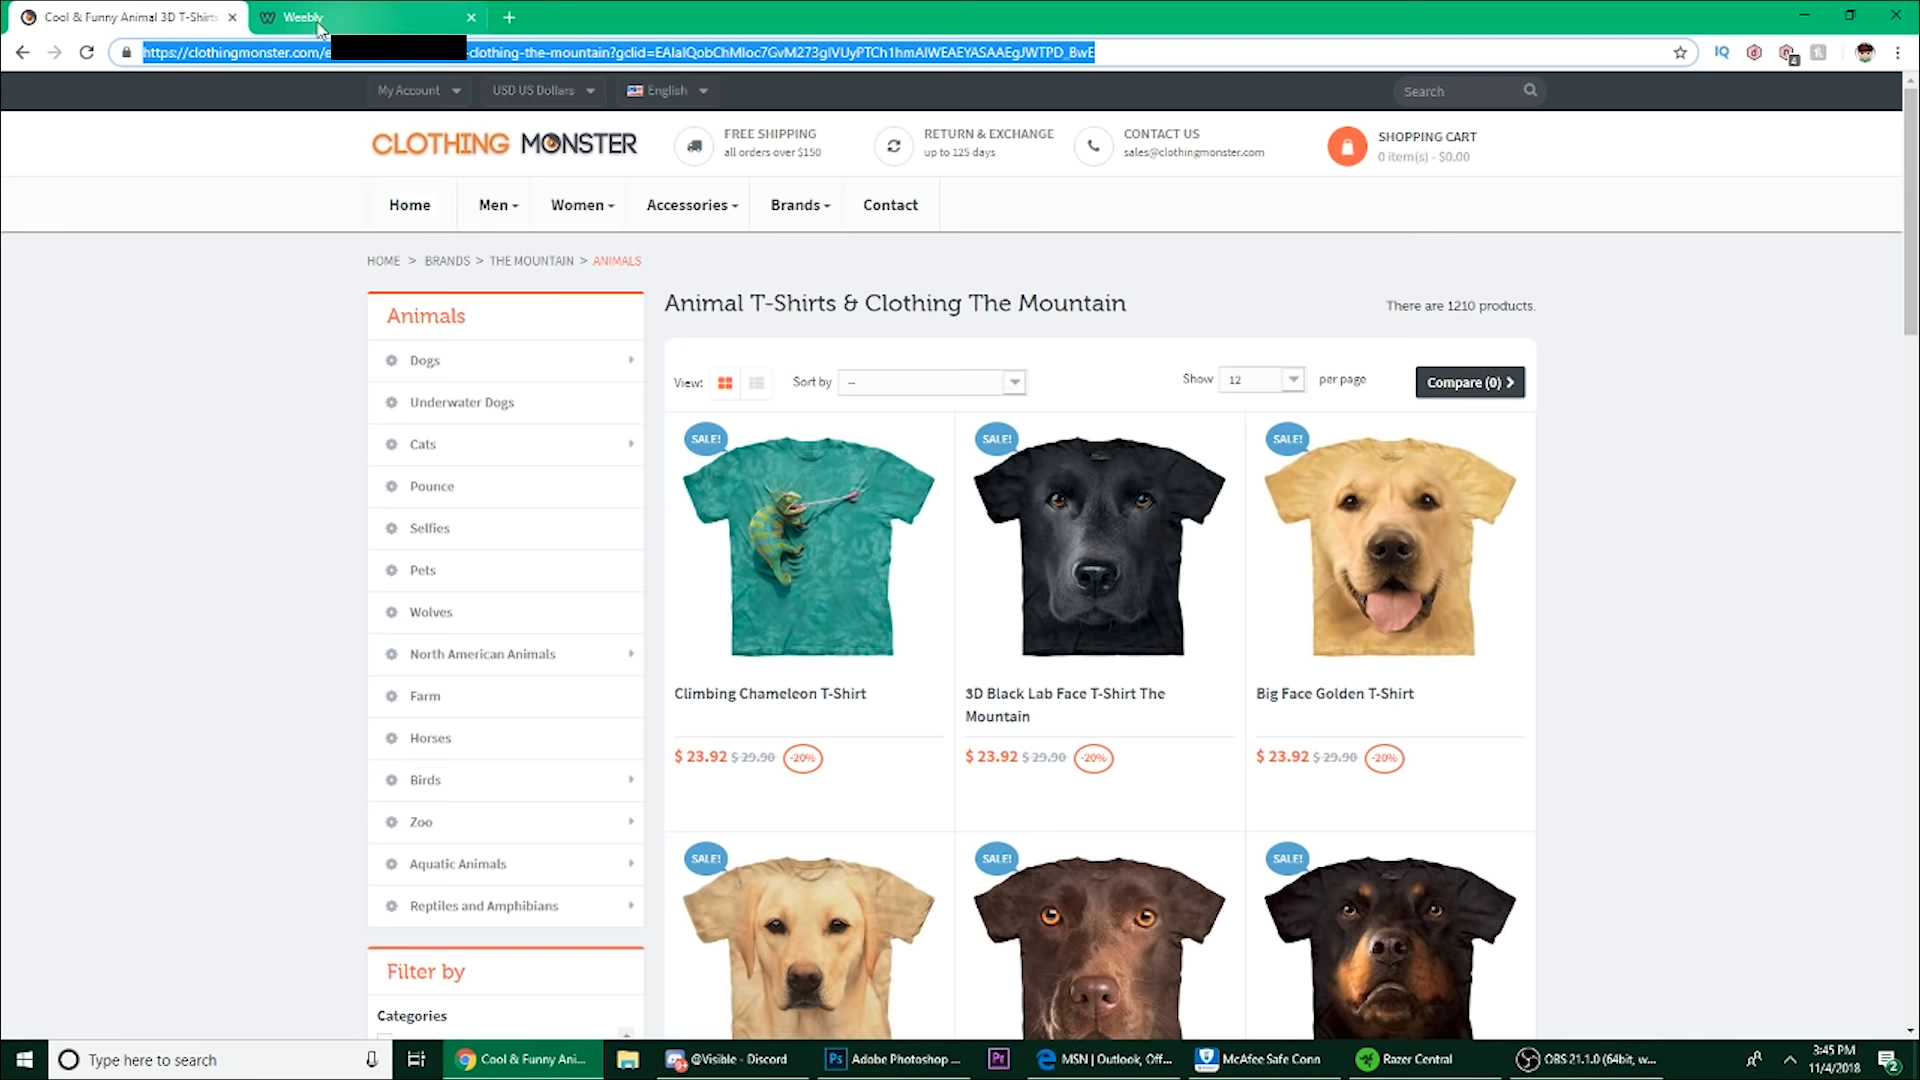 Cool & Funny Animal 3D T-Shirts
Weebly
https://clothingmonster.com/e
-clothing-the-mountain?gclid=EAIaIQobChMIoc7GvM273gIVUyPTCh1hmAIWEAEYASAAEgJWTPD_BwE
IQ
4
My Account
USD US Dollars
English
Search
CLOTHING MONSTER
FREE SHIPPING
all orders over $150
RETURN & EXCHANGE
up to 125 days
CONTACT US
sales@clothingmonster.com
SHOPPING CART
0 item(s) - $0.00
Home
Men
Women
Accessories
Brands
Contact
HOME > BRANDS > THE MOUNTAIN > ANIMALS
Animals
Dogs
Underwater Dogs
Cats
Pounce
Selfies
Pets
Wolves
North American Animals
Farm
Horses
Birds
Zoo
Aquatic Animals
Reptiles and Amphibians
Filter by
Categories
Animal T-Shirts & Clothing The Mountain
There are 1210 products.
View:
Sort by
--
Show
12
per page
Compare (0)
SALE!
SALE!
SALE!
Climbing Chameleon T-Shirt
3D Black Lab Face T-Shirt The
Mountain
Big Face Golden T-Shirt
$ 23.92 $ 29.90 -20%
$ 23.92 $ 29.90 -20%
$ 23.92 $ 29.90 -20%
SALE!
SALE!
SALE!
Type here to search
Cool & Funny Ani...
@Visible - Discord
Ps
Adobe Photoshop ...
Pr
MSN | Outlook, Off...
McAfee Safe Conn
Razer Central
OBS 21.1.0 (64bit, w...
3:45 PM
11/4/2018
2